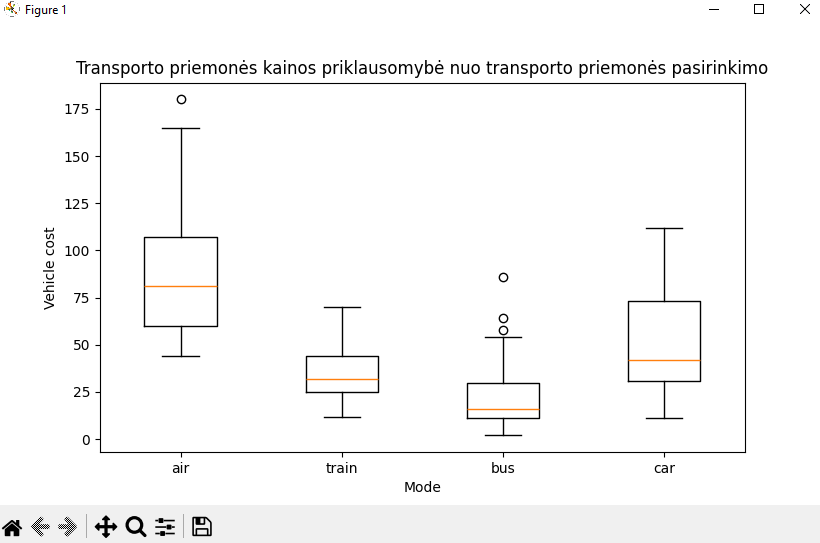 Figure 1
Transporto priemonės kainos priklausomybė nuo transporto priemonės pasirinkimo
175
150
125
100
75
50
25
0
Vehicle cost
air train bus car
Mode